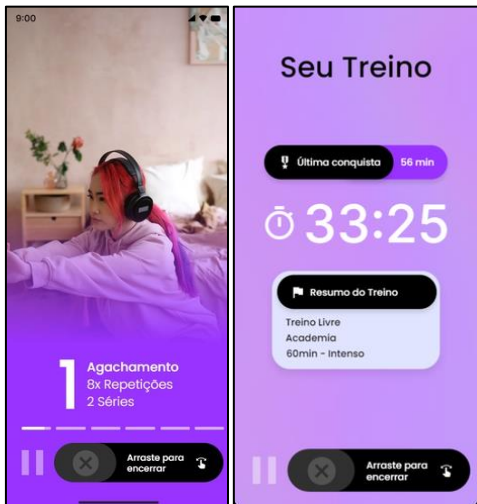 9:00
1
Agachamento
8x Repetições
2 Séries
Arraste para
encerrar
Seu Treino
Última conquista 56 min
33:25
Resumo do Treino
Treino Livre
Academia
60min - Intenso
Arraste para
encerrar